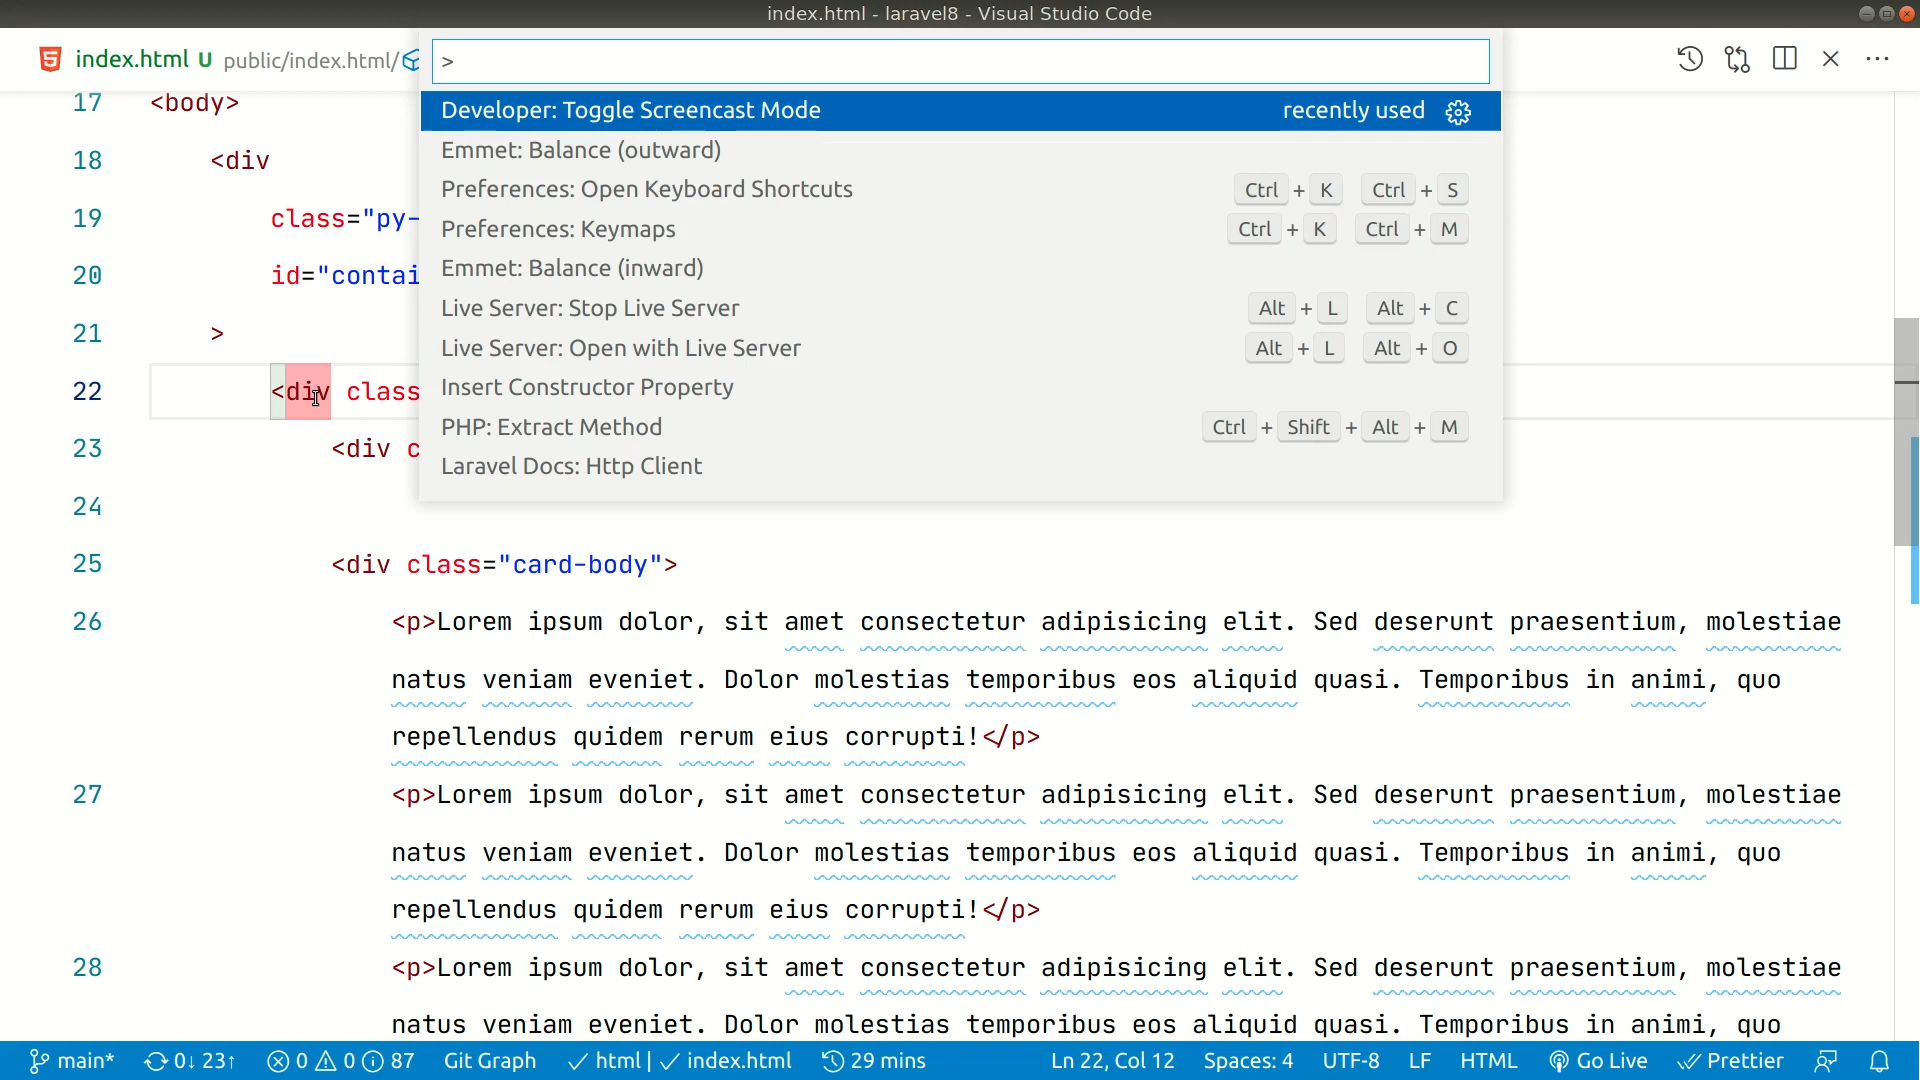 index.html - laravel8 - Visual Studio Code
index.html U public/index.html/
>
Developer: Toggle Screencast Mode recently used
Emmet: Balance (outward)
Preferences: Open Keyboard Shortcuts Ctrl + K Ctrl + S
Preferences: Keymaps Ctrl + K Ctrl + M
Emmet: Balance (inward)
Live Server: Stop Live Server Alt + L Alt + C
Live Server: Open with Live Server Alt + L Alt + O
Insert Constructor Property
PHP: Extract Method Ctrl + Shift + Alt + M
Laravel Docs: Http Client
17 <body>
18 <div
19 class="py-
20 id="contai
21 >
22 <div class
23 <div c
24
25 <div class="card-body">
26 <p>Lorem ipsum dolor, sit amet consectetur adipisicing elit. Sed deserunt praesentium, molestiae
natus veniam eveniet. Dolor molestias temporibus eos aliquid quasi. Temporibus in animi, quo
repellendus quidem rerum eius corrupti!</p>
27 <p>Lorem ipsum dolor, sit amet consectetur adipisicing elit. Sed deserunt praesentium, molestiae
natus veniam eveniet. Dolor molestias temporibus eos aliquid quasi. Temporibus in animi, quo
repellendus quidem rerum eius corrupti!</p>
28 <p>Lorem ipsum dolor, sit amet consectetur adipisicing elit. Sed deserunt praesentium, molestiae
natus veniam eveniet. Dolor molestias temporibus eos aliquid quasi. Temporibus in animi, quo
main* 0↓ 23↑ 0 0 87 Git Graph ✓ html | ✓ index.html 29 mins Ln 22, Col 12 Spaces: 4 UTF-8 LF HTML Go Live Prettier